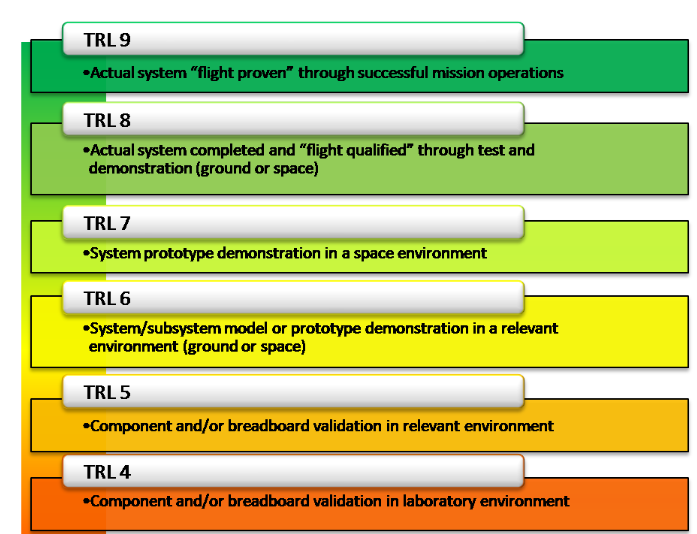 TRL 9
•Actual system “flight proven” through successful mission operations
TRL 8
•Actual system completed and “flight qualified” through test and
demonstration (ground or space)
TRL 7
•System prototype demonstration in a space environment
TRL 6
•System/subsystem model or prototype demonstration in a relevant
environment (ground or space)
TRL 5
•Component and/or breadboard validation in relevant environment
TRL 4
•Component and/or breadboard validation in laboratory environment